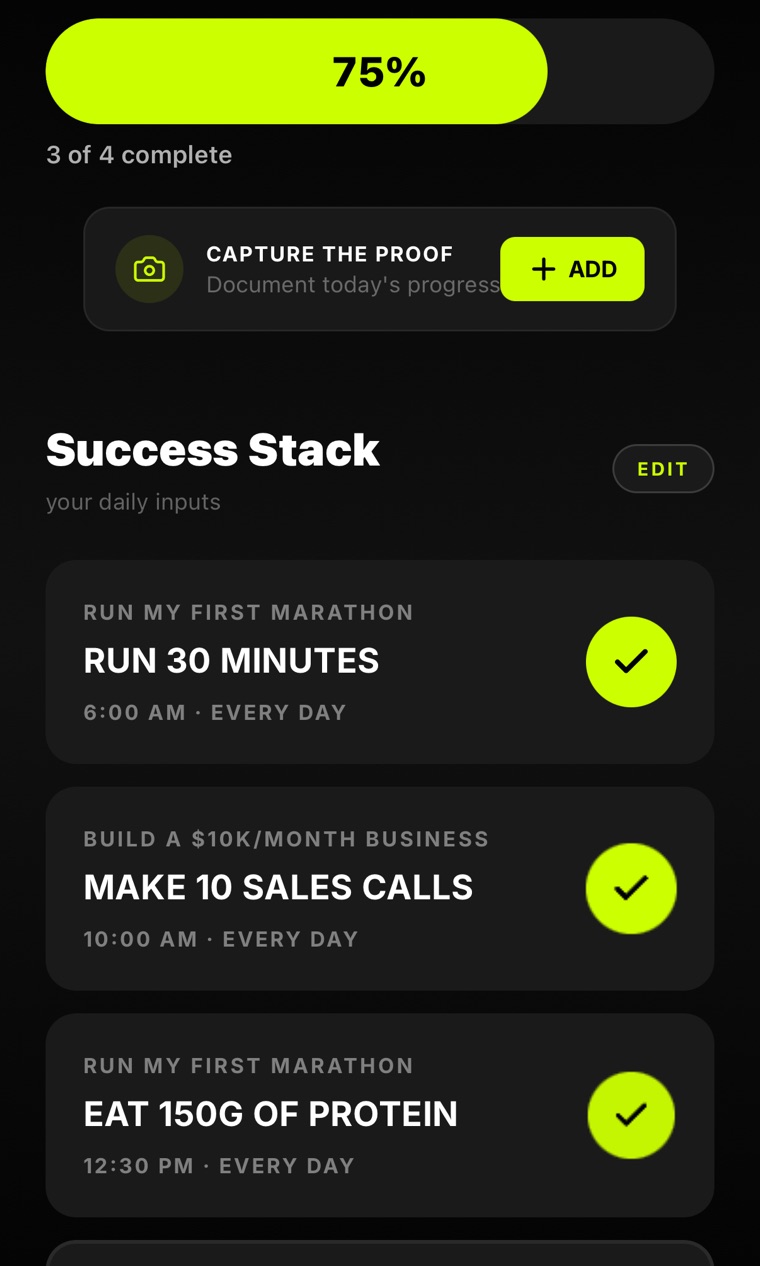 75%
3 of 4 complete
CAPTURE THE PROOF
Document today's progress
+ ADD
Success Stack
your daily inputs
EDIT
RUN MY FIRST MARATHON
RUN 30 MINUTES
6:00 AM · EVERY DAY
BUILD A $10K/MONTH BUSINESS
MAKE 10 SALES CALLS
10:00 AM · EVERY DAY
RUN MY FIRST MARATHON
EAT 150G OF PROTEIN
12:30 PM · EVERY DAY